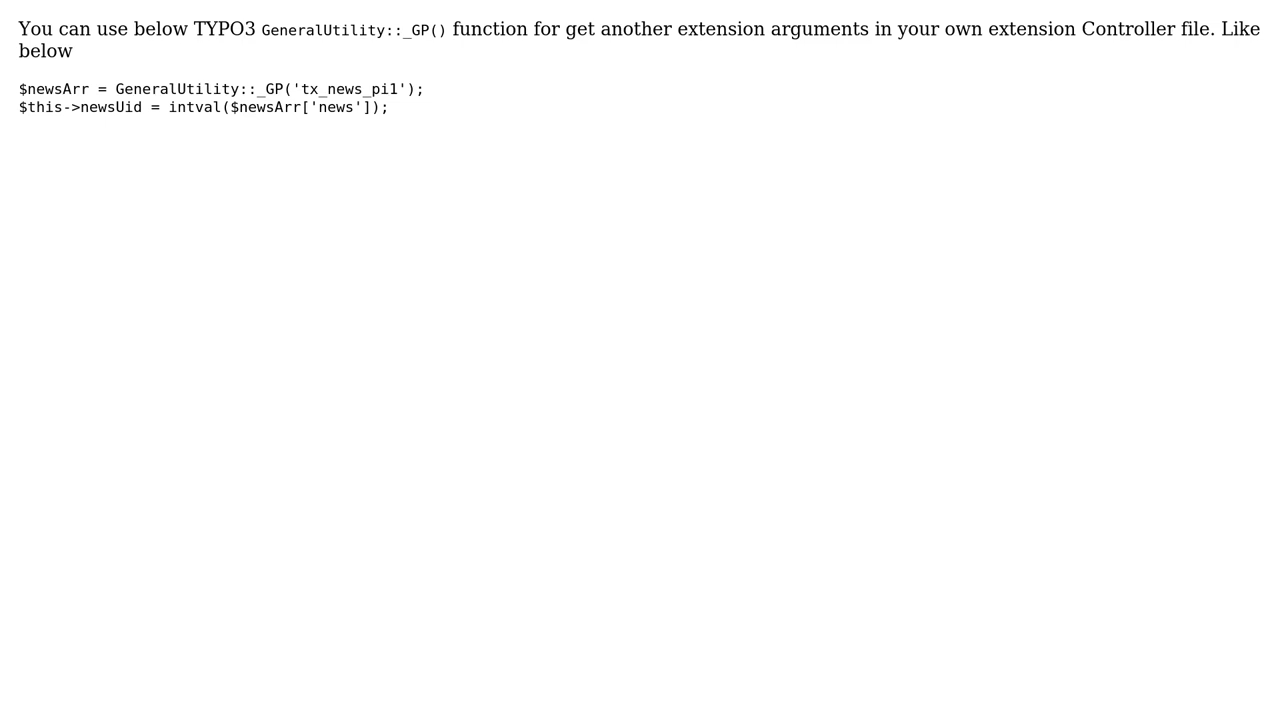 You can use below TYPO3 GeneralUtility::_GP() function for get another extension arguments in your own extension Controller file. Like
below
$newsArr = GeneralUtility::_GP('tx_news_pi1');
$this->newsUid = intval($newsArr['news']);